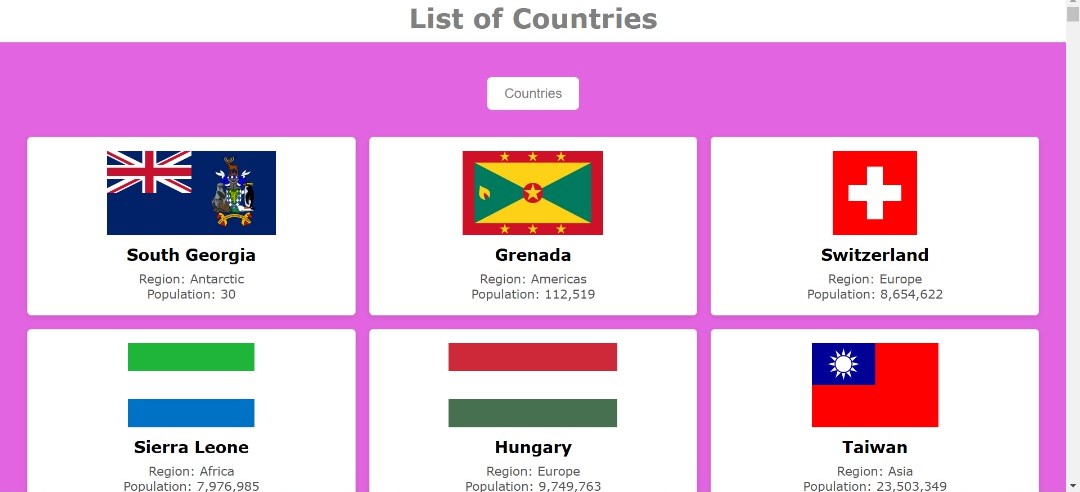 List of Countries
Countries
South Georgia
Region: Antarctic
Population: 30
Grenada
Region: Americas
Population: 112,519
Switzerland
Region: Europe
Population: 8,654,622
Sierra Leone
Region: Africa
Population: 7,976,985
Hungary
Region: Europe
Population: 9,749,763
Taiwan
Region: Asia
Population: 23,503,349